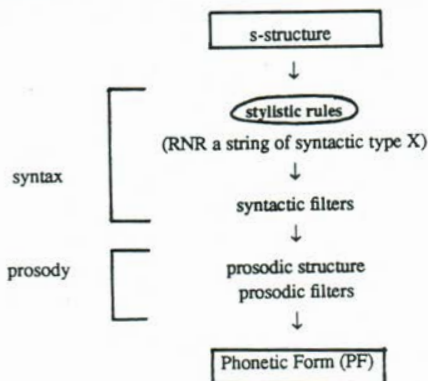 s-structure
↓
stylistic rules
(RNR a string of syntactic type X)
↓
syntax
syntactic filters
↓
prosody
prosodic structure
prosodic filters
↓
Phonetic Form (PF)